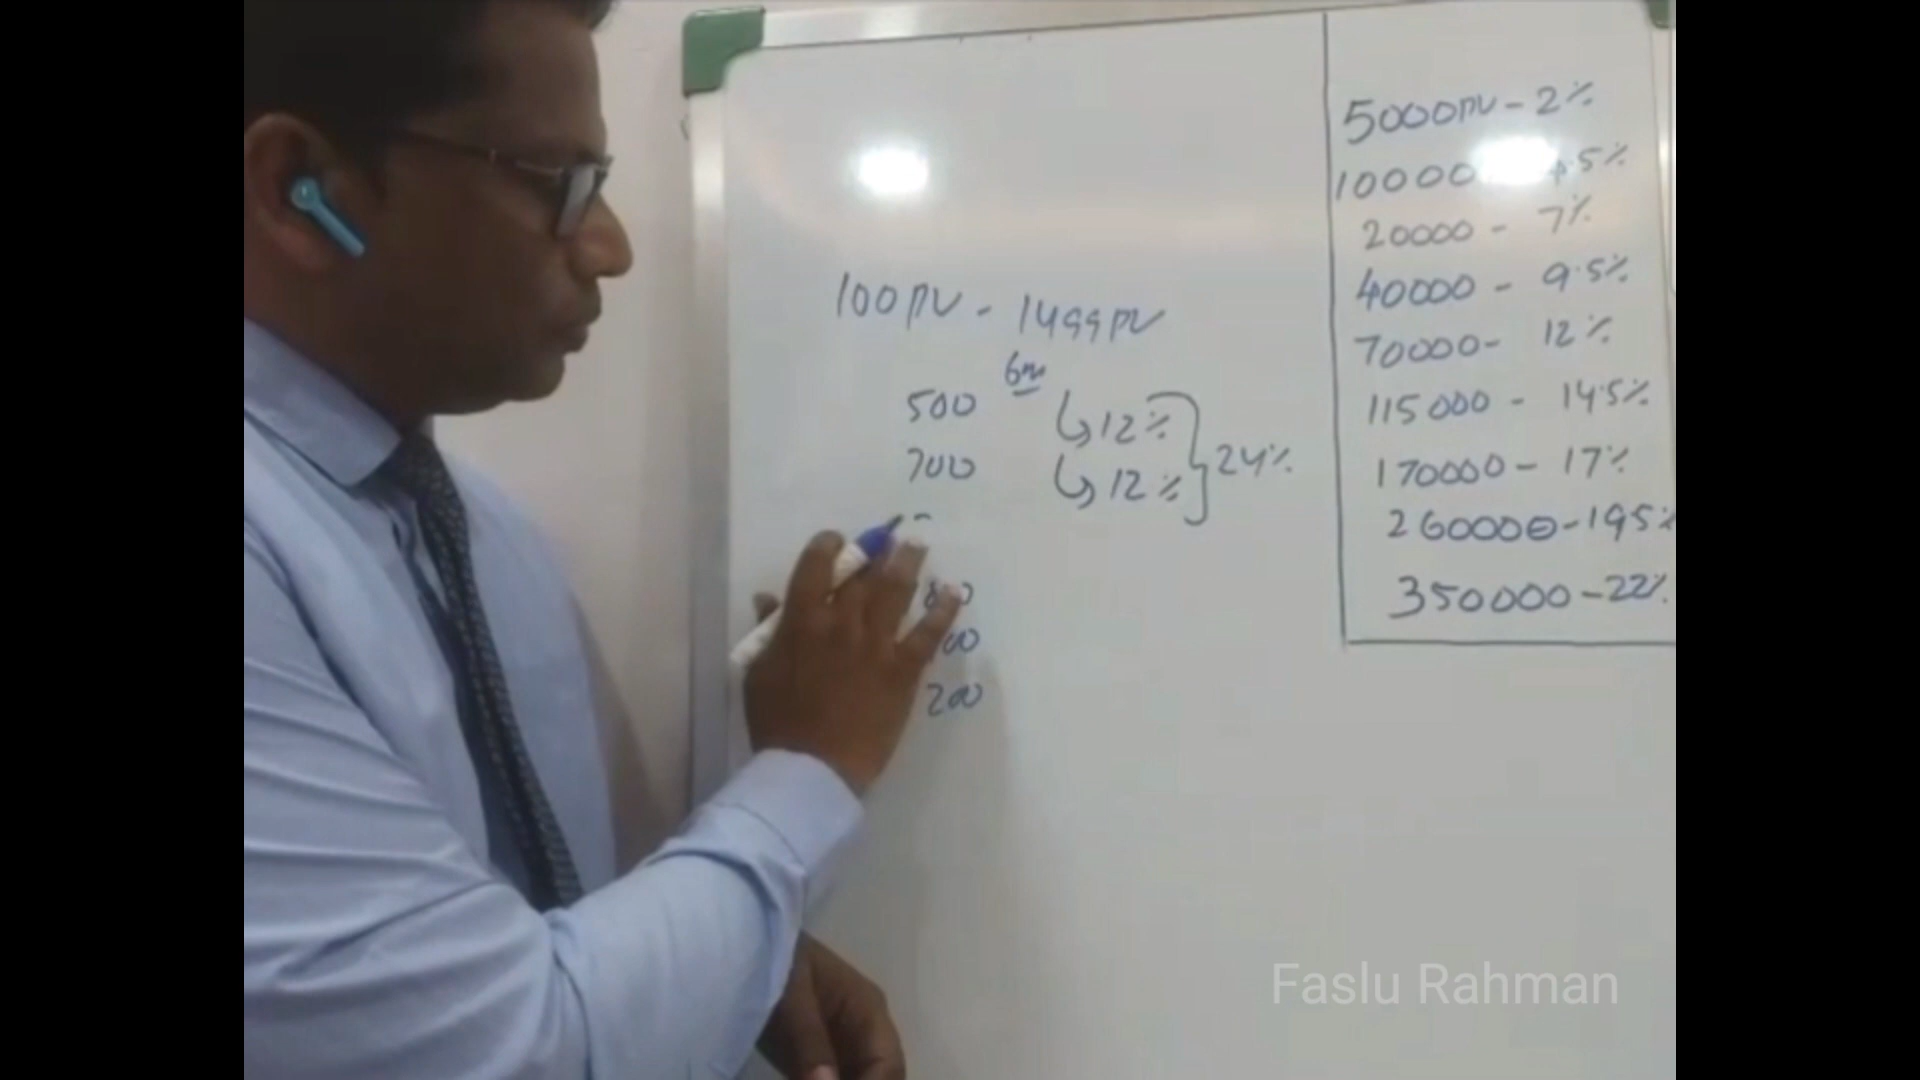 100PV - 1499PV
6m
500
↳ 12%
700
↳ 12%
24%
200
5000PV - 2%
10000
20000 - 7%
40000 - 9.5%
70000 - 12%
115000 - 14.5%
170000 - 17%
260000 - 19.5%
350000 - 22%
Faslu Rahman